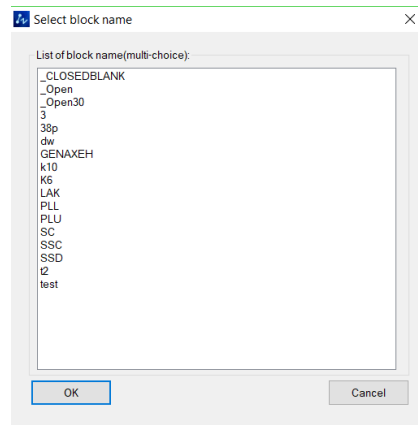 Select block name
List of block name(multi-choice):
_CLOSEDBLANK
_Open
_Open30
3
38p
dw
GENAXEH
k10
K6
LAK
PLL
PLU
SC
SSC
SSD
t2
test
OK
Cancel